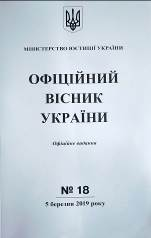 МІНІСТЕРСТВО ЮСТИЦІЇ УКРАЇНИ
ОФІЦІЙНИЙ
ВІСНИК
УКРАЇНИ
Офіційне видання
№ 18
5 березня 2019 року